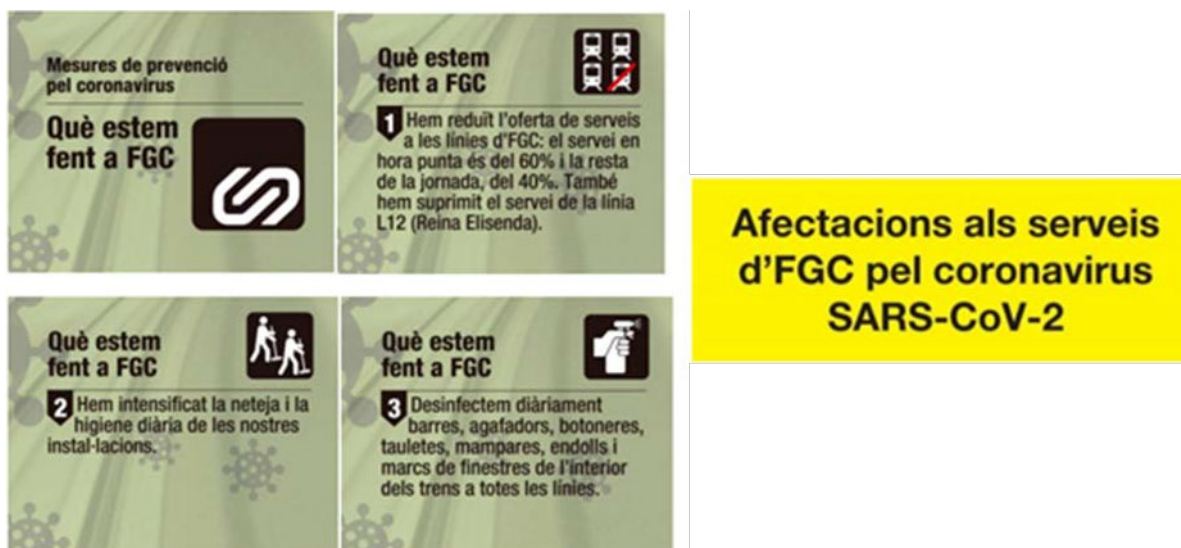 Mesures de prevenció
pel coronavirus
Què estem
fent a FGC
Què estem
fent a FGC
1 Hem reduït l'oferta de serveis
a les línies d'FGC: el servei en
hora punta és del 60% i la resta
de la jornada, del 40%. També
hem suprimit el servei de la línia
L12 (Reina Elisenda).
Què estem
fent a FGC
2 Hem intensificat la neteja i la
higiene diària de les nostres
instal-lacions.
Què estem
fent a FGC
3 Desinfectem diàriament
barres, agafadors, botoneres,
tauletes, mampares, endolls i
marcs de finestres de l'interior
dels trens a totes les línies.
Afectacions als serveis
d'FGC pel coronavirus
SARS-CoV-2